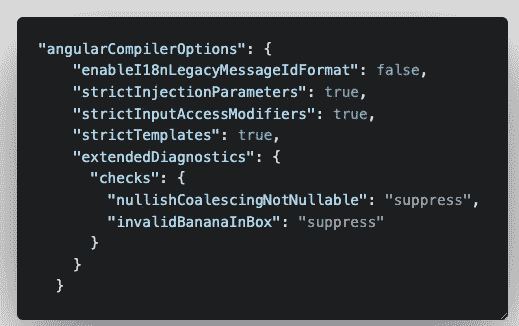 "angularCompilerOptions": {
"enableI18nLegacyMessageIdFormat": false,
"strictInjectionParameters": true,
"strictInputAccessModifiers": true,
"strictTemplates": true,
"extendedDiagnostics": {
"checks": {
"nullishCoalescingNotNullable": "suppress",
"invalidBananaInBox": "suppress"
}
}
}